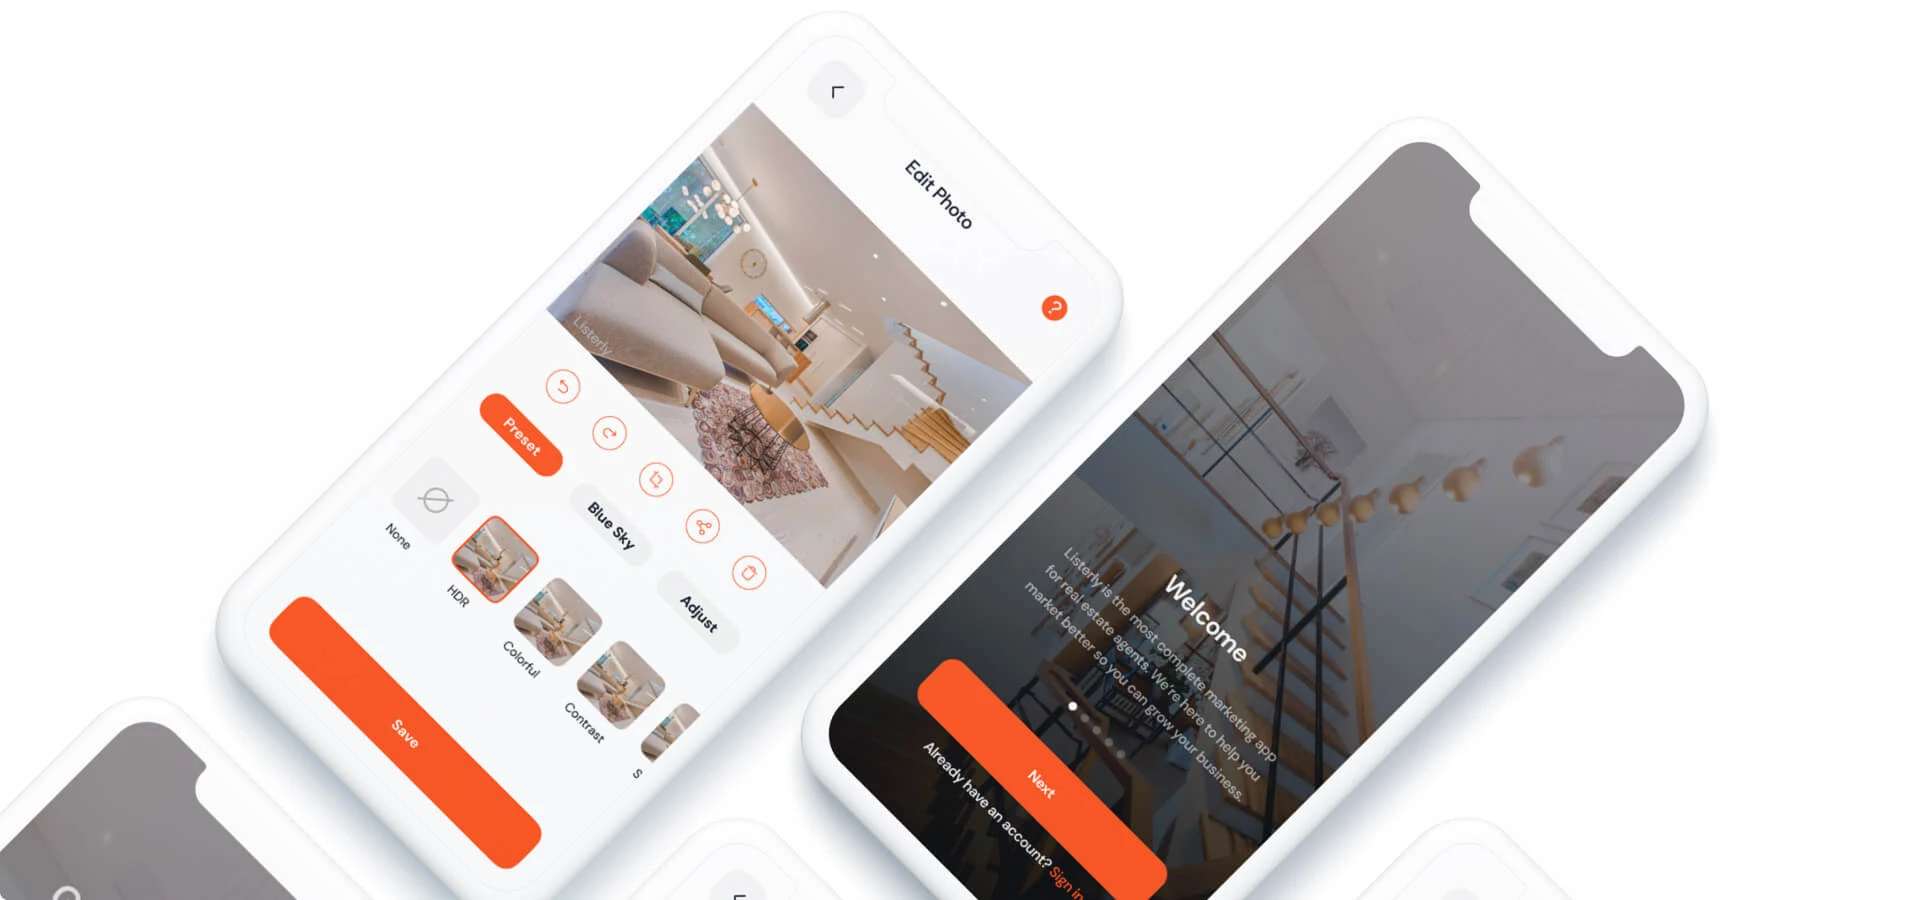 Edit Photo
?
Listerly
Preset
Blue Sky
Adjust
None
HDR
Colorful
Contrast
S
Save
Welcome
Listerly is the most complete marketing app
for real estate agents. We're here to help you
market better so you can grow your business.
Next
Already have an account? Sign in